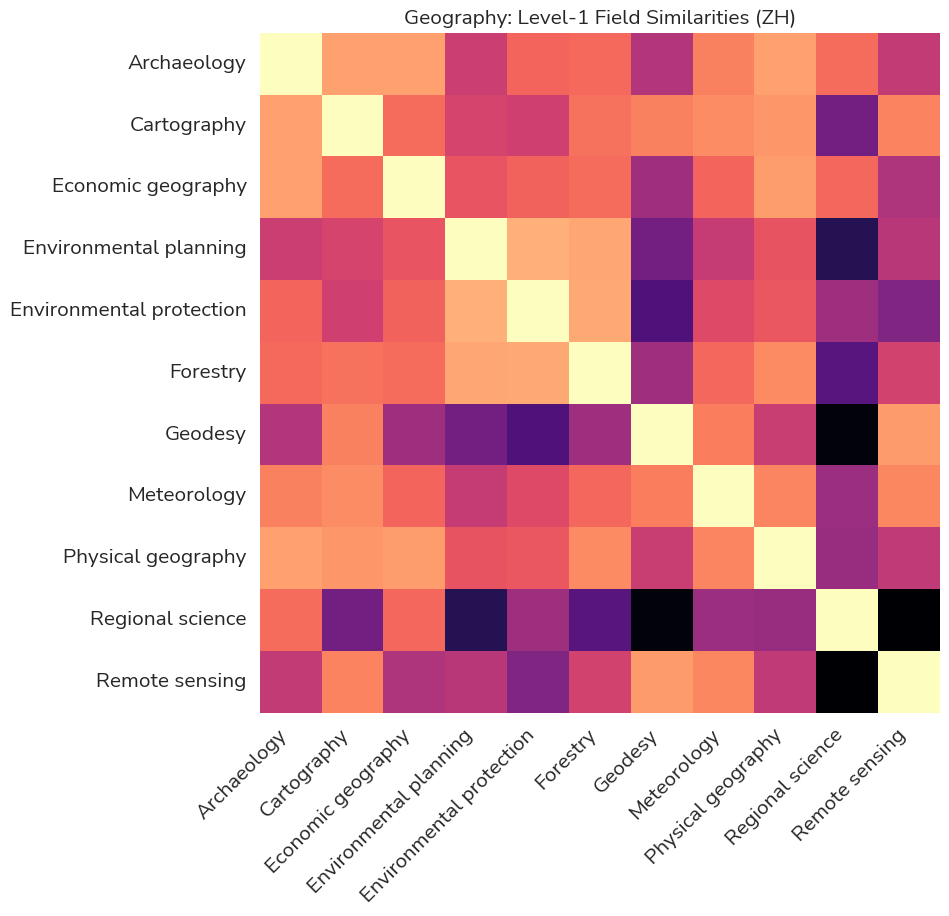 Geography: Level-1 Field Similarities (ZH)
Archaeology
Cartography
Economic geography
Environmental planning
Environmental protection
Forestry
Geodesy
Meteorology
Physical geography
Regional science
Remote sensing
Archaeology
Cartography
Economic geography
Environmental planning
Environmental protection
Forestry
Geodesy
Meteorology
Physical geography
Regional science
Remote sensing